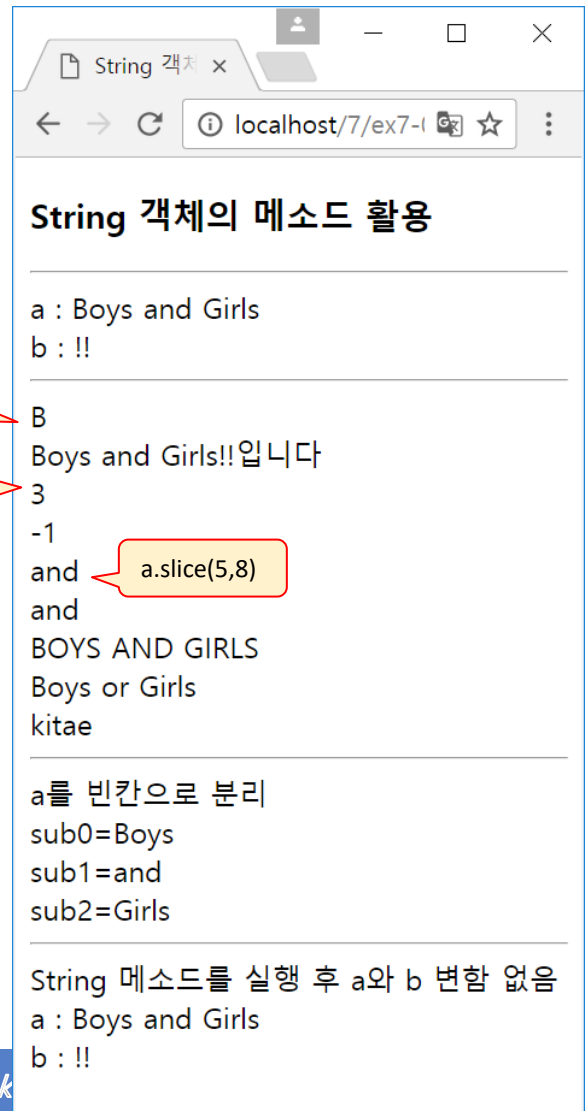 String 객체
localhost/7/ex7-0
String 객체의 메소드 활용
a : Boys and Girls
b : !!
B
Boys and Girls!!입니다
3
-1
and
a.slice(5,8)
and
BOYS AND GIRLS
Boys or Girls
kitae
a를 빈칸으로 분리
sub0=Boys
sub1=and
sub2=Girls
String 메소드를 실행 후 a와 b 변함 없음
a : Boys and Girls
b : !!
k